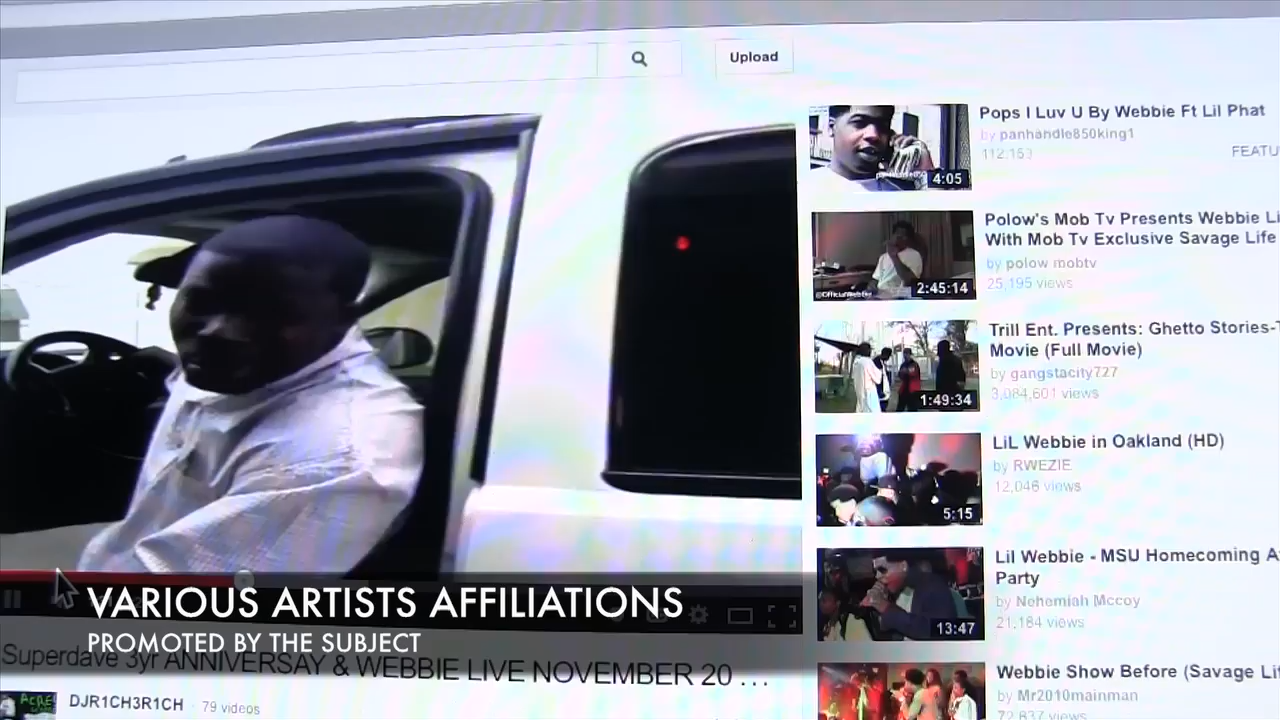 Upload
Pops I Luv U By Webbie Ft Lil Phat
by panhandle850king1
112,153
FEATU
4:05
Polow's Mob Tv Presents Webbie Li
With Mob Tv Exclusive Savage Life
by polow mobtv
25,195 views
2:45:14
Trill Ent. Presents: Ghetto Stories-T
Movie (Full Movie)
by gangstacity727
3,084,601 views
1:49:34
LiL Webbie in Oakland (HD)
by RWEZIE
12,046 views
5:15
Lil Webbie - MSU Homecoming A
Party
by Nehemiah Mccoy
21,184 views
13:47
Webbie Show Before (Savage Lif
by Mr2010mainman
72,637 views
VARIOUS ARTISTS AFFILIATIONS
PROMOTED BY THE SUBJECT
Superdave 3yr ANNIVERSAY & WEBBIE LIVE NOVEMBER 20 ...
DJR1CH3R1CH · 79 videos